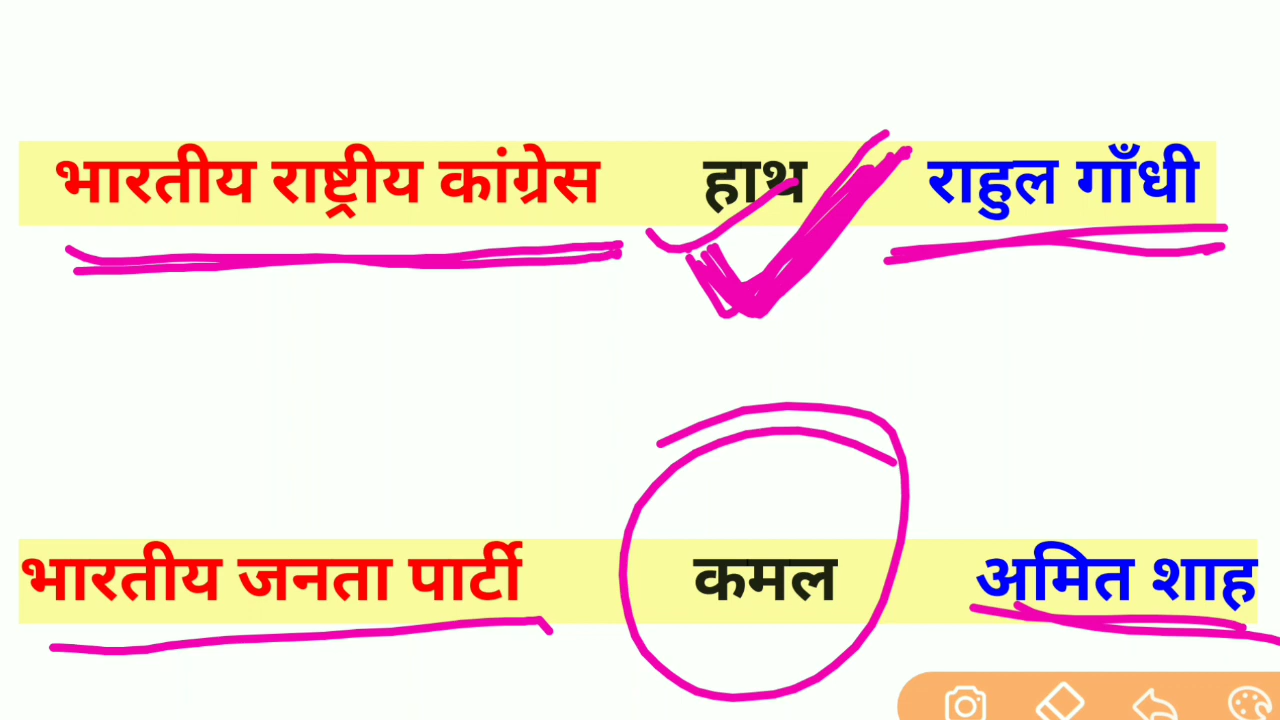 भारतीय राष्ट्रीय कांग्रेस हाथ राहुल गाँधी
भारतीय जनता पार्टी कमल अमित शाह